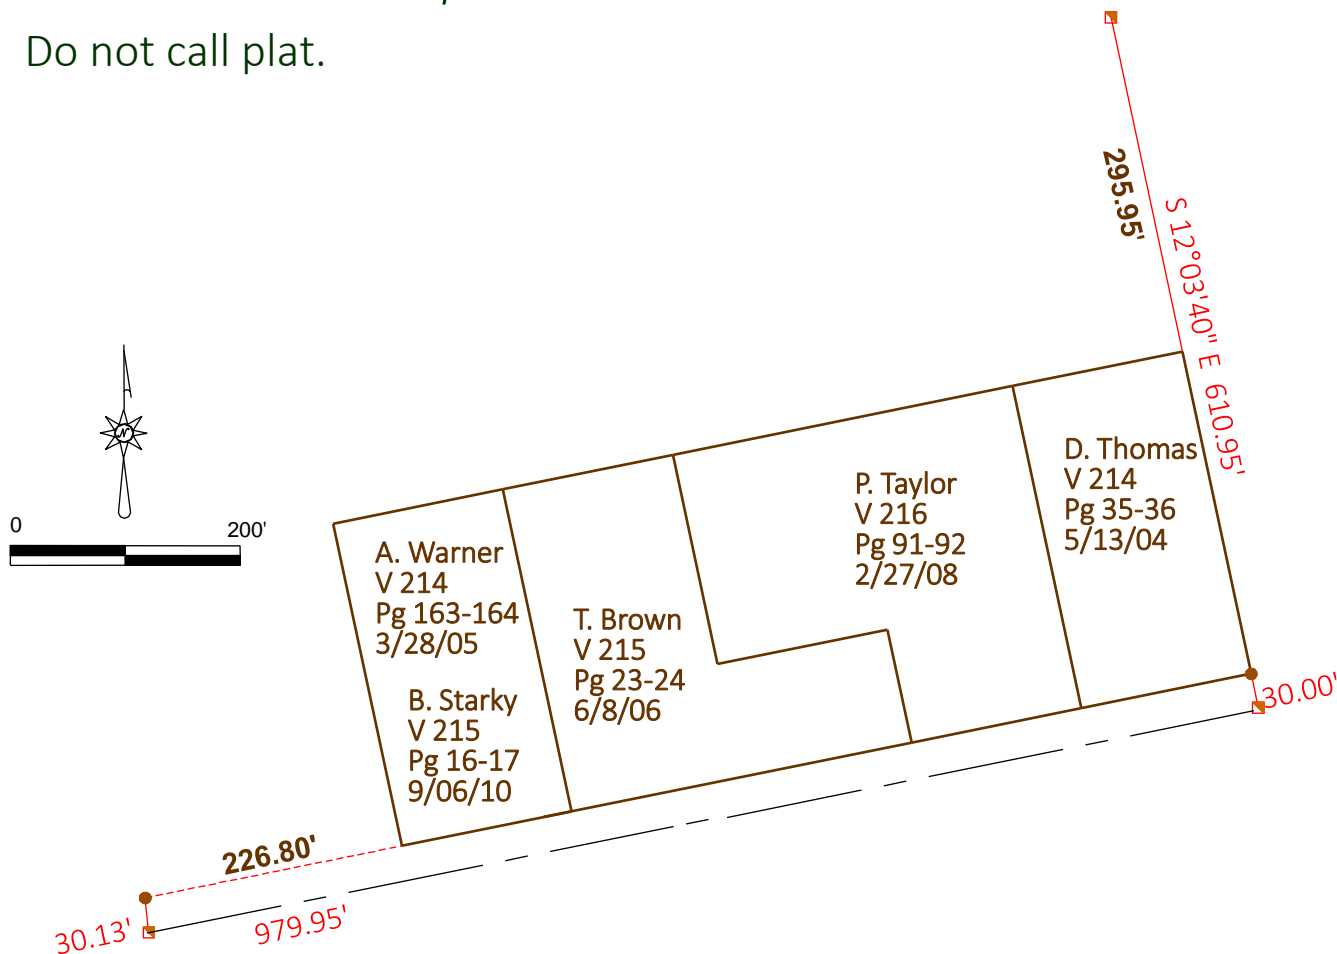 Do not call plat.
295.95'
S 12°03'40" E 610.95'
N
0 200'
D. Thomas
V 214
Pg 35-36
5/13/04
P. Taylor
V 216
Pg 91-92
2/27/08
A. Warner
V 214
Pg 163-164
3/28/05
T. Brown
V 215
Pg 23-24
6/8/06
B. Starky
V 215
Pg 16-17
9/06/10
30.00'
226.80'
30.13'
979.95'